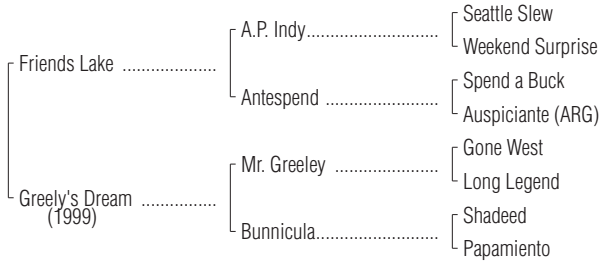 Seattle Slew
A.P. Indy..............................
Weekend Surprise
Friends Lake .....................
Spend a Buck
Antespend .........................
Auspiciante (ARG)
Gone West
Mr. Greeley .......................
Long Legend
Greely's Dream .................
(1999)
Shadeed
Bunnicula............................
Papamiento